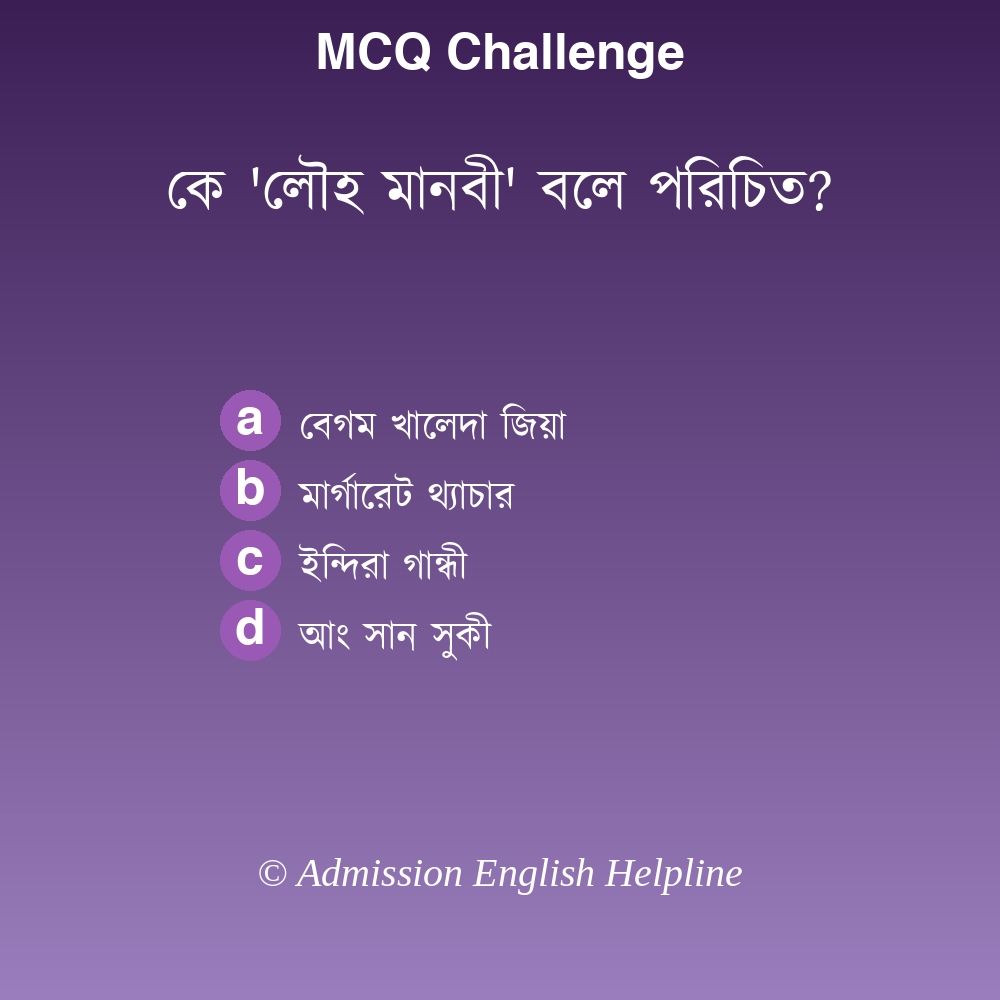 MCQ Challenge
কে 'লৌহ মানবী' বলে পরিচিত?
a বেগম খালেদা জিয়া
b মার্গারেট থ্যাচার
c ইন্দিরা গান্ধী
d আং সান সুকী
© Admission English Helpline